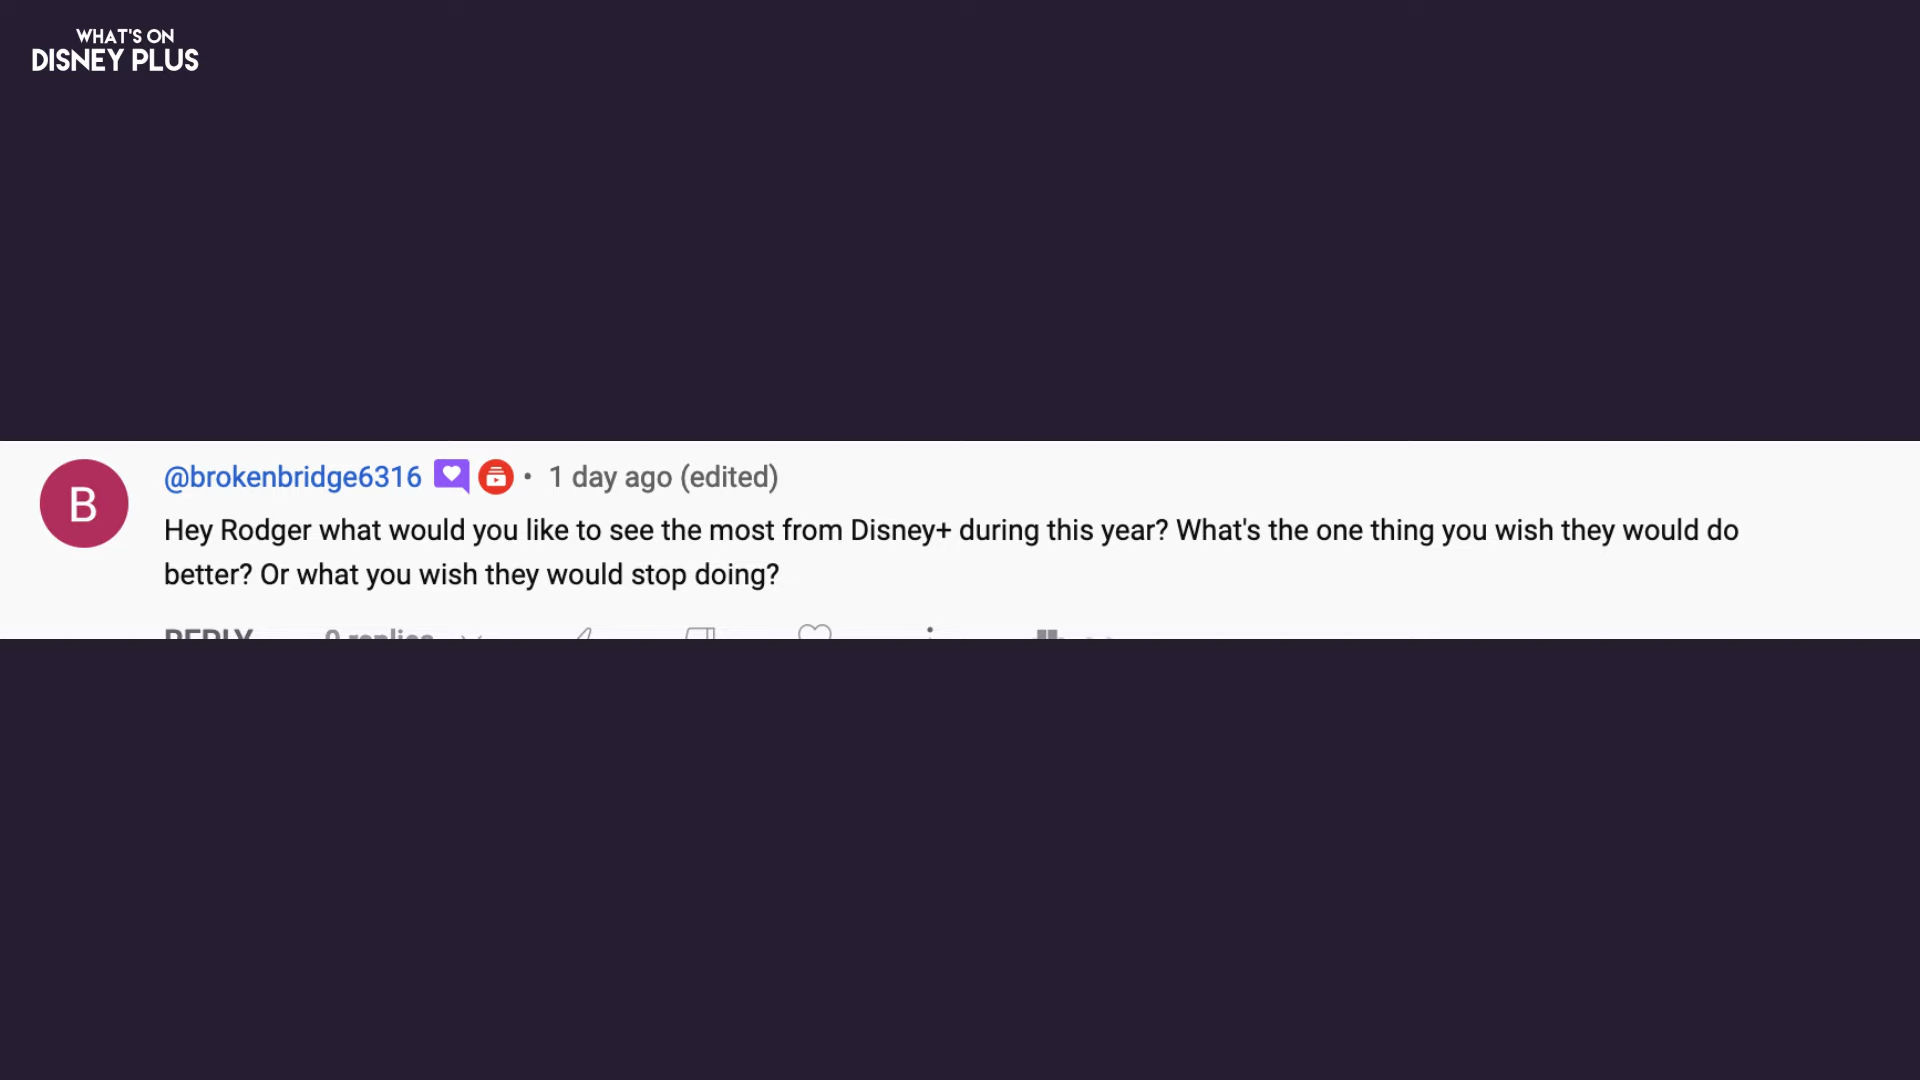 WHAT'S ON
DISNEY PLUS
B
@brokenbridge6316 • 1 day ago (edited)
Hey Rodger what would you like to see the most from Disney+ during this year? What's the one thing you wish they would do
better? Or what you wish they would stop doing?
REPLY replies